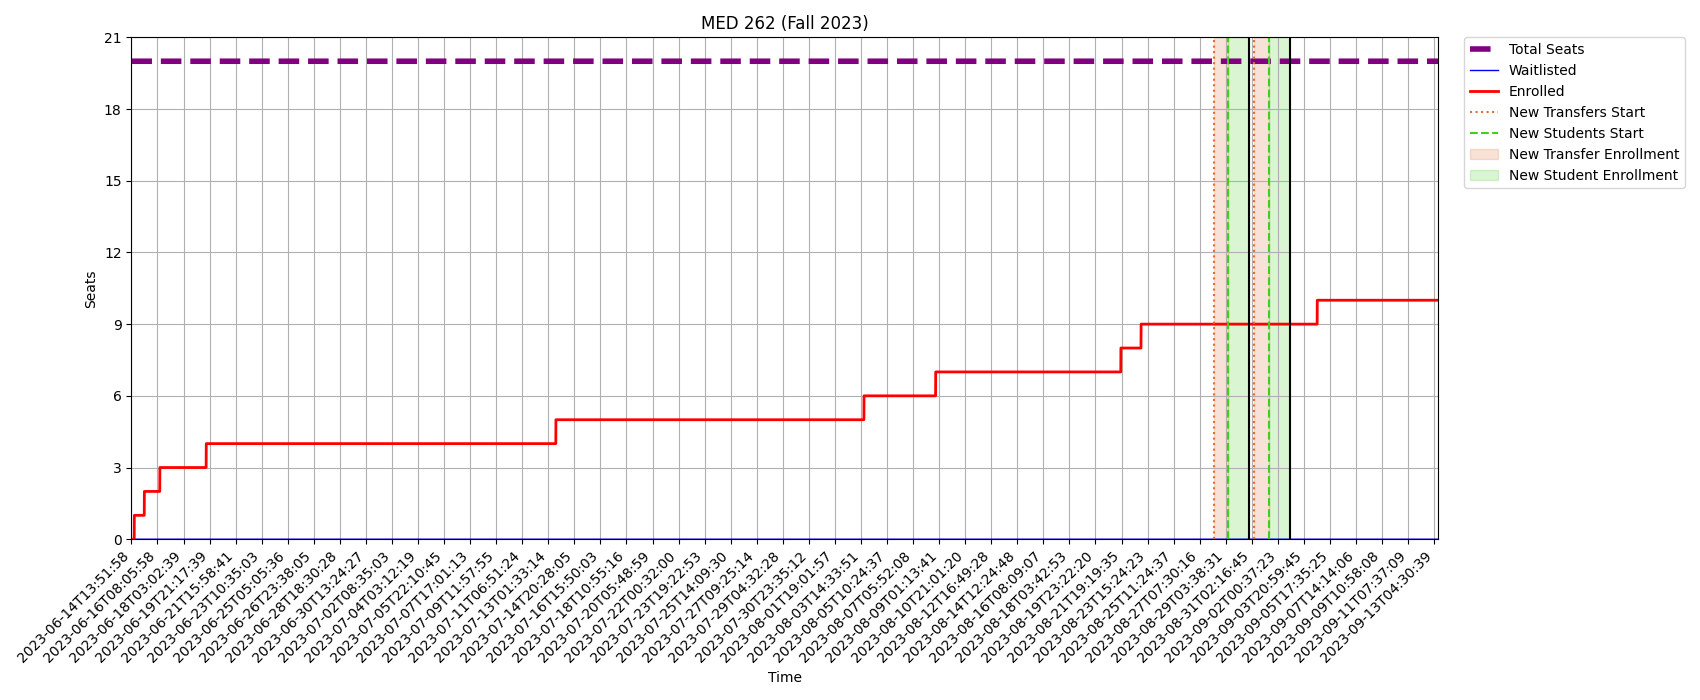 MED 262 (Fall 2023)
21
18
15
12
9
6
3
0
Seats
2023-06-14T13:51:58
2023-06-16T08:05:58
2023-06-18T03:02:39
2023-06-19T21:17:39
2023-06-21T15:58:41
2023-06-23T10:35:03
2023-06-25T05:05:36
2023-06-26T23:38:05
2023-06-28T18:30:28
2023-06-30T13:24:27
2023-07-02T08:35:03
2023-07-04T03:12:19
2023-07-05T22:10:45
2023-07-07T17:01:13
2023-07-09T11:57:55
2023-07-11T06:51:24
2023-07-13T01:33:14
2023-07-14T20:28:05
2023-07-16T15:50:03
2023-07-18T10:55:16
2023-07-20T05:48:59
2023-07-22T00:32:00
2023-07-23T19:22:53
2023-07-25T14:09:30
2023-07-27T09:25:14
2023-07-29T04:32:28
2023-07-30T23:35:12
2023-08-01T19:01:57
2023-08-03T14:33:51
2023-08-05T10:24:37
2023-08-07T05:52:08
2023-08-09T01:13:41
2023-08-10T21:01:20
2023-08-12T16:49:28
2023-08-14T12:24:48
2023-08-16T08:09:07
2023-08-18T03:42:53
2023-08-19T23:22:20
2023-08-21T19:19:35
2023-08-23T15:24:23
2023-08-25T11:24:37
2023-08-27T07:30:16
2023-08-29T03:38:31
2023-08-31T02:16:45
2023-09-02T00:37:23
2023-09-03T20:59:45
2023-09-05T17:35:25
2023-09-07T14:14:06
2023-09-09T10:58:08
2023-09-11T07:37:09
2023-09-13T04:30:39
Time
Total Seats
Waitlisted
Enrolled
New Transfers Start
New Students Start
New Transfer Enrollment
New Student Enrollment